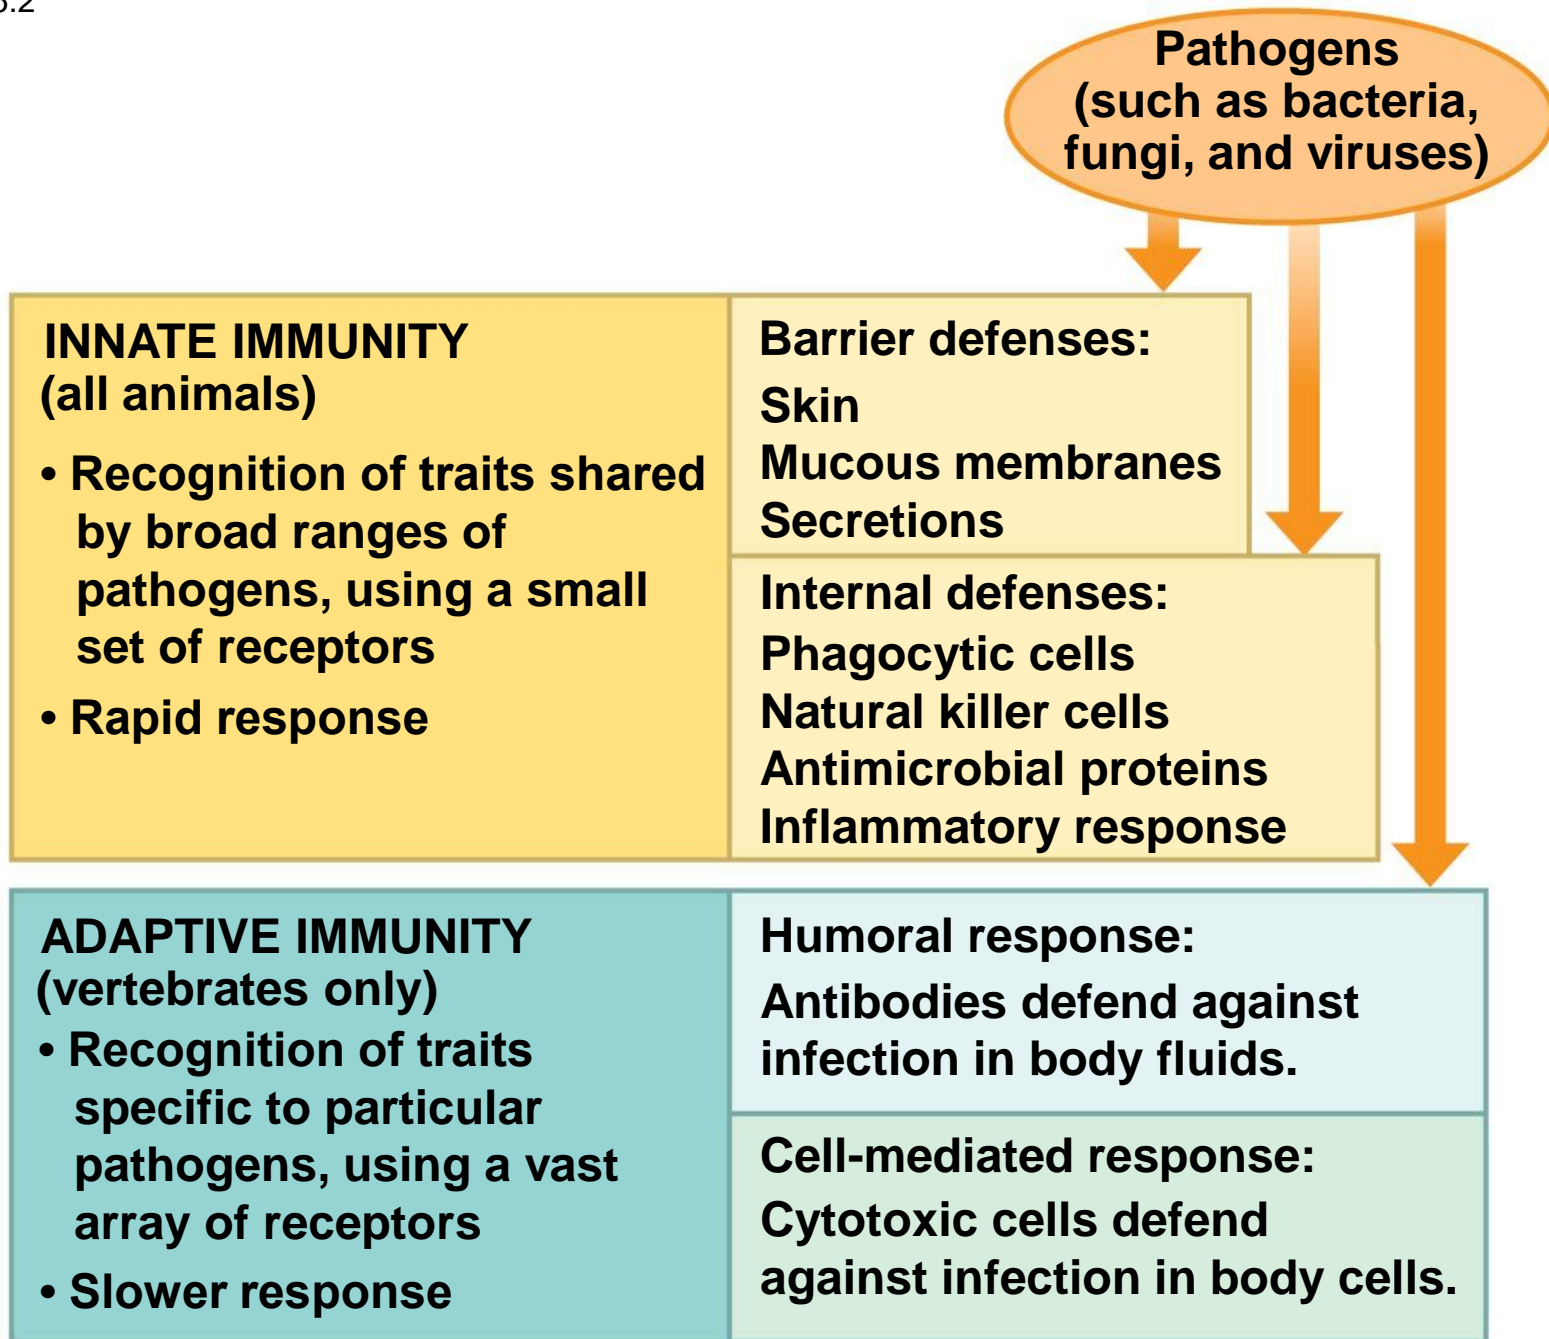 Pathogens
(such as bacteria,
fungi, and viruses)
INNATE IMMUNITY
(all animals)
• Recognition of traits shared
by broad ranges of
pathogens, using a small
set of receptors
• Rapid response
Barrier defenses:
Skin
Mucous membranes
Secretions
Internal defenses:
Phagocytic cells
Natural killer cells
Antimicrobial proteins
Inflammatory response
ADAPTIVE IMMUNITY
(vertebrates only)
• Recognition of traits
specific to particular
pathogens, using a vast
array of receptors
• Slower response
Humoral response:
Antibodies defend against
infection in body fluids.
Cell-mediated response:
Cytotoxic cells defend
against infection in body cells.